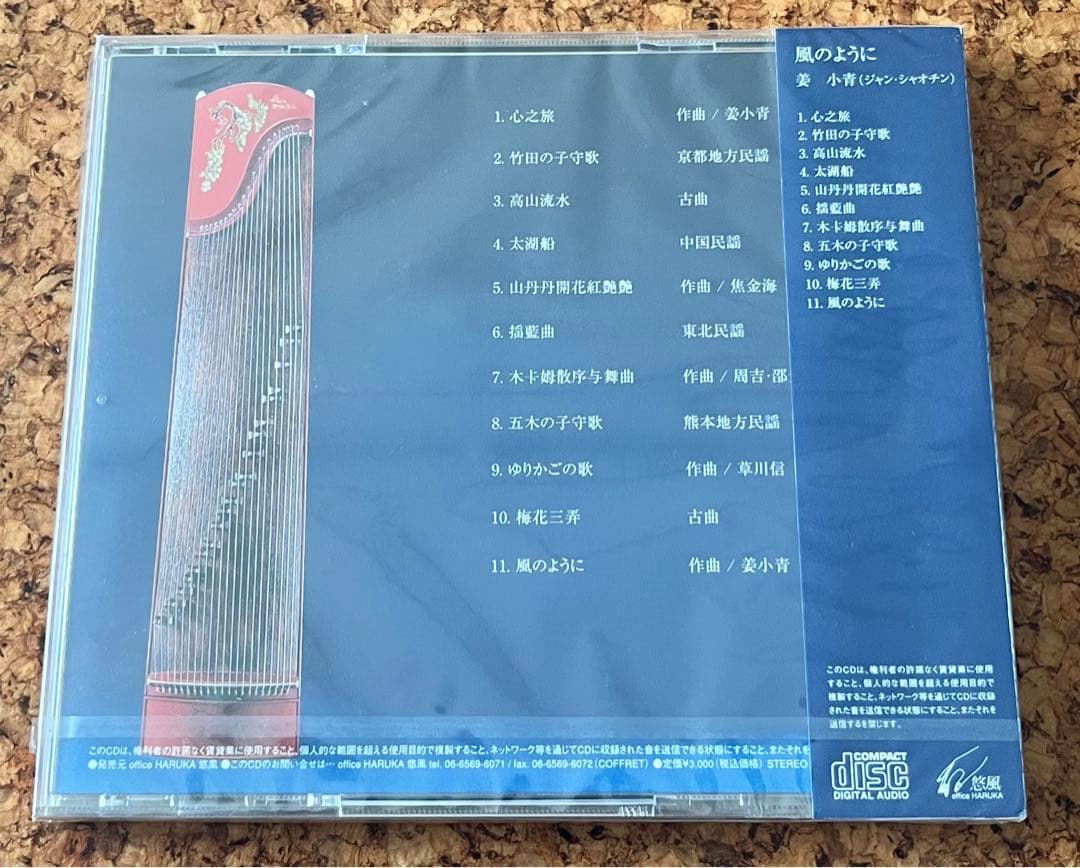 1. 心之旅 作曲 / 姜小青
2. 竹田の子守歌 京都地方民謡
3. 高山流水 古曲
4. 太湖船 中国民謡
5. 山丹丹開花紅艶艶 作曲 / 焦金海
6. 揺藍曲 東北民謡
7. 木卡姆散序与舞曲 作曲 / 周吉·邵
8. 五木の子守歌 熊本地方民謡
9. ゆりかごの歌 作曲 / 草川信
10. 梅花三弄 古曲
11. 風のように 作曲 / 姜小青
このCDは、権利者の許諾なく賃貸業に使用すること、個人的な範囲を超える使用目的で複製すること、ネットワーク等を通じてCDに収録された音を送信できる状態にすること、またそれを
●発売元 office HARUKA 悠風 ●このCDのお問い合せは… office HARUKA 悠風 tel. 06-6569-6071 / fax. 06-6569-6072 (COFFRET) ●定価¥3,000(税込価格) STEREO
風のように
姜 小青(ジャン・シャオチン)
1. 心之旅
2. 竹田の子守歌
3. 高山流水
4. 太湖船
5. 山丹丹開花紅艶艶
6. 揺藍曲
7. 木卡姆散序与舞曲
8. 五木の子守歌
9. ゆりかごの歌
10. 梅花三弄
11. 風のように
このCDは、権利者の許諾なく賃貸業に使用
すること、個人的な範囲を超える使用目的で
複製すること、ネットワーク等を通じてCDに収録
された音を送信できる状態にすること、またそれを
送信するを禁じます。
COMPACT
disc
DIGITAL AUDIO
悠風
office HARUKA